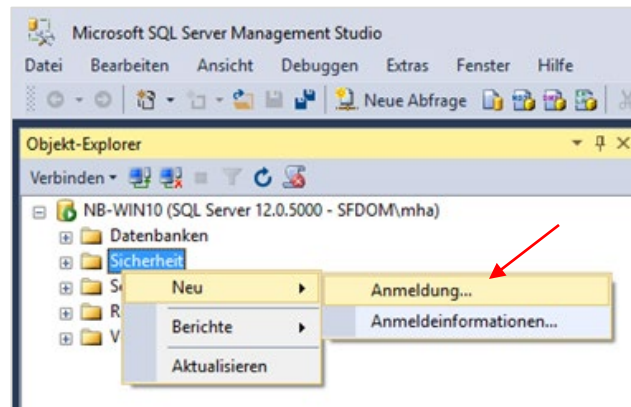 Microsoft SQL Server Management Studio
Datei Bearbeiten Ansicht Debuggen Extras Fenster Hilfe
Neue Abfrage
Objekt-Explorer
Verbinden
NB-WIN10 (SQL Server 12.0.5000 - SFDOM\mha)
Datenbanken
Sicherheit
Neu
Anmeldung...
Berichte
Anmeldeinformationen...
Aktualisieren